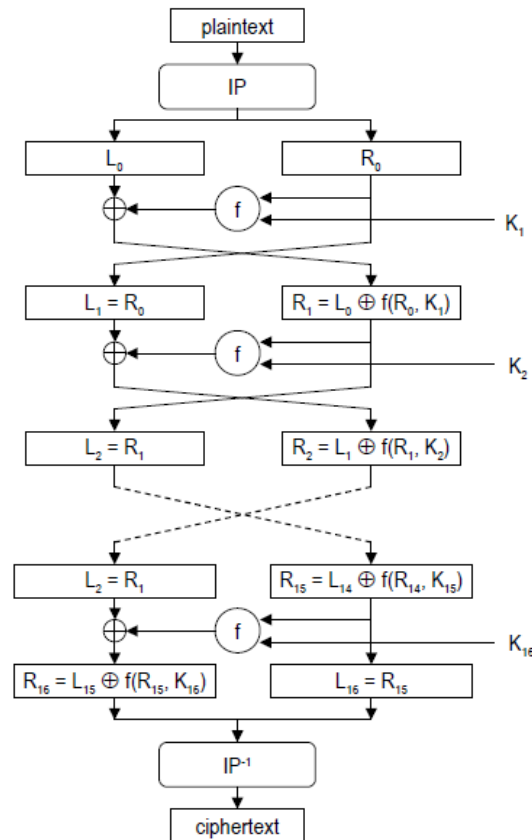 plaintext
IP
L₀
R₀
f
K₁
L₁ = R₀
R₁ = L₀ ⊕ f(R₀, K₁)
f
K₂
L₂ = R₁
R₂ = L₁ ⊕ f(R₁, K₂)
L₂ = R₁
R₁₅ = L₁₄ ⊕ f(R₁₄, K₁₅)
f
K₁₆
R₁₆ = L₁₅ ⊕ f(R₁₅, K₁₆)
L₁₆ = R₁₅
IP⁻¹
ciphertext